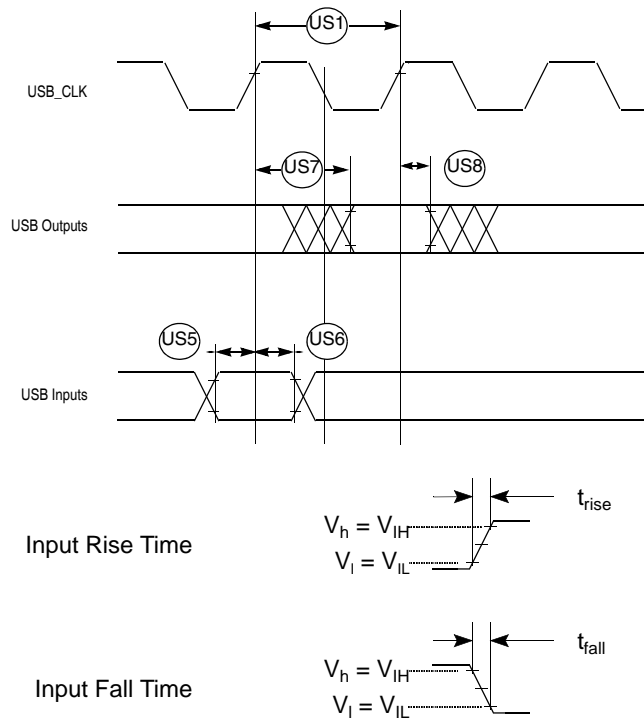 US1
USB_CLK
US7
US8
USB Outputs
US5
US6
USB Inputs
t_rise
V_h = V_IH
Input Rise Time
V_l = V_IL
t_fall
V_h = V_IH
Input Fall Time
V_l = V_IL